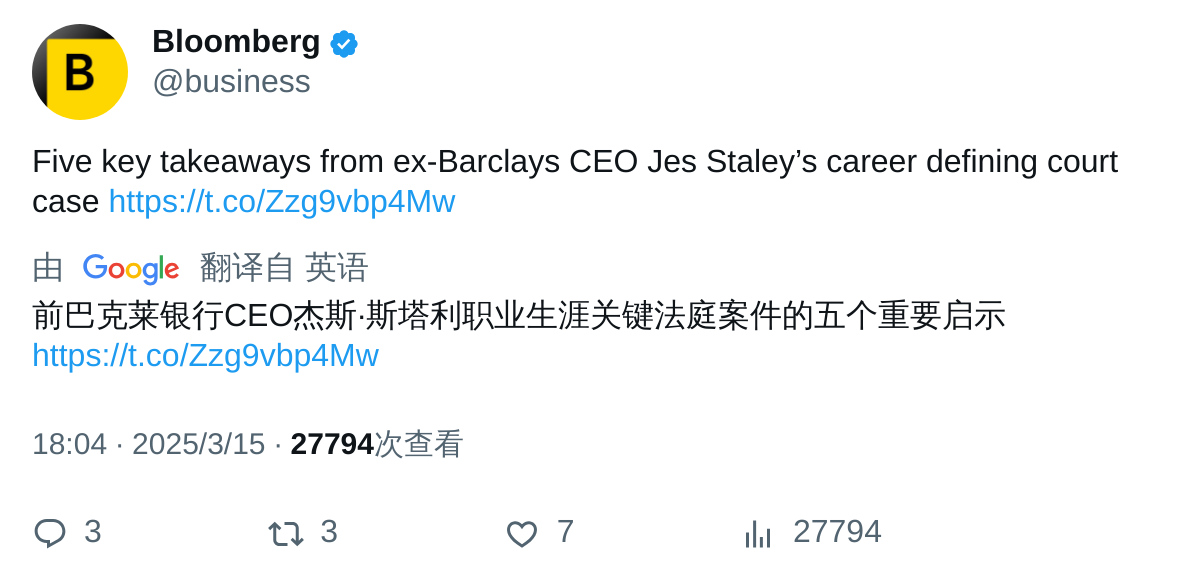 B
Bloomberg
@business
Five key takeaways from ex-Barclays CEO Jes Staley’s career defining court
case https://t.co/Zzg9vbp4Mw
由 Google 翻译自 英语
前巴克莱银行CEO杰斯·斯塔利职业生涯关键法庭案件的五个重要启示
https://t.co/Zzg9vbp4Mw
18:04 · 2025/3/15 · 27794次查看
3 3 7 27794